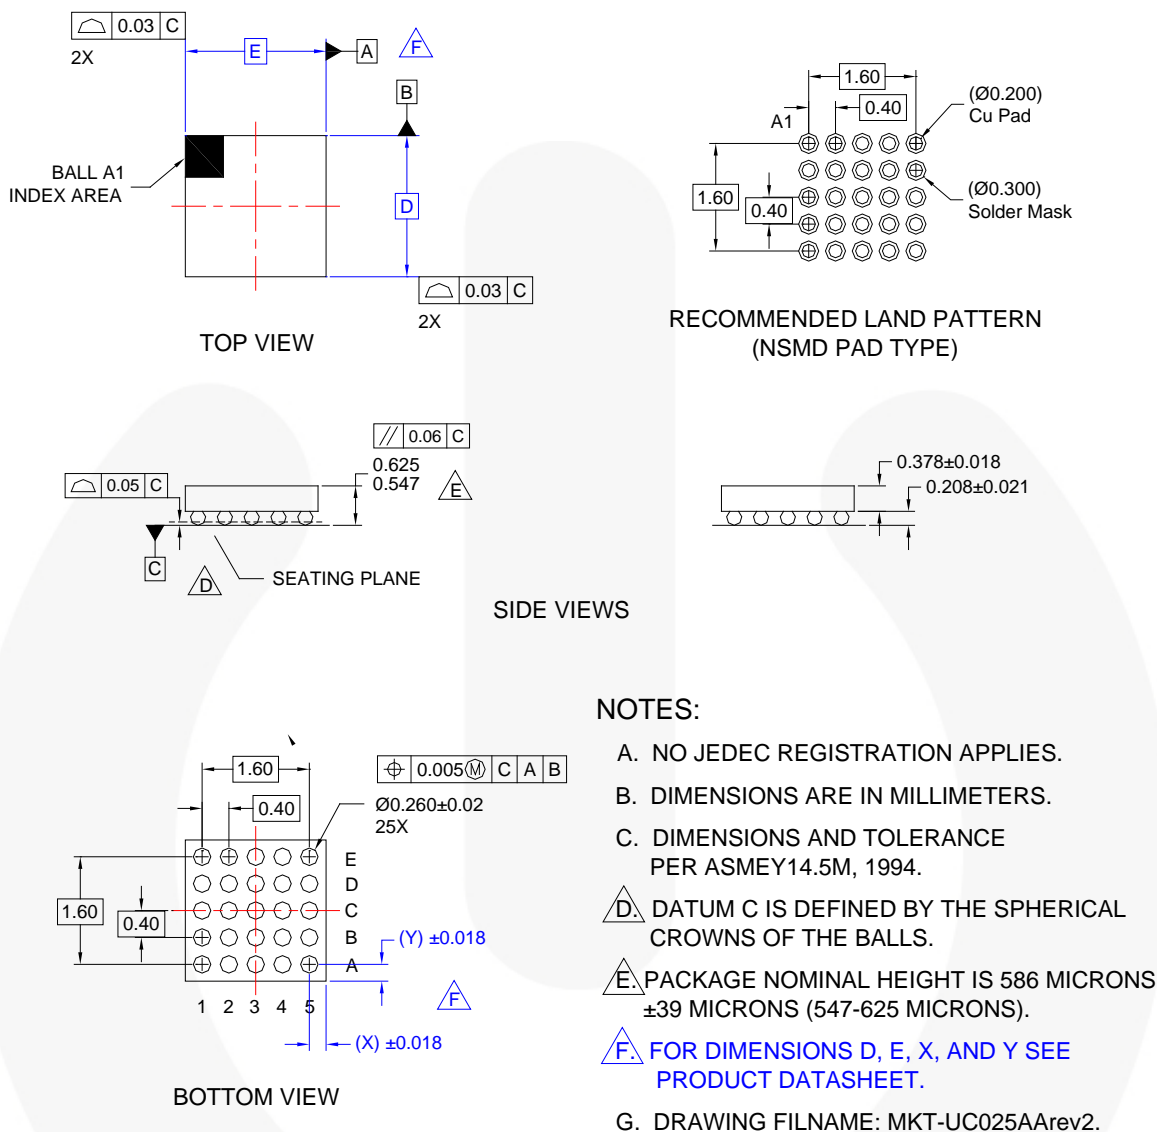 0.03 C
2X
E
A
F
B
BALL A1
INDEX AREA
D
0.03 C
2X
TOP VIEW
1.60
0.40
A1
(Ø0.200)
Cu Pad
1.60
0.40
(Ø0.300)
Solder Mask
RECOMMENDED LAND PATTERN
(NSMD PAD TYPE)
// 0.06 C
0.625
0.547
E
0.05 C
C
D
SEATING PLANE
0.378±0.018
0.208±0.021
SIDE VIEWS
1.60
0.40
0.005Ⓜ C A B
Ø0.260±0.02
25X
1.60
0.40
E
D
C
B
A
1 2 3 4 5
(Y) ±0.018
F
(X) ±0.018
BOTTOM VIEW
NOTES:
A. NO JEDEC REGISTRATION APPLIES.
B. DIMENSIONS ARE IN MILLIMETERS.
C. DIMENSIONS AND TOLERANCE
PER ASMEY14.5M, 1994.
D. DATUM C IS DEFINED BY THE SPHERICAL
CROWNS OF THE BALLS.
E. PACKAGE NOMINAL HEIGHT IS 586 MICRONS
±39 MICRONS (547-625 MICRONS).
F. FOR DIMENSIONS D, E, X, AND Y SEE
PRODUCT DATASHEET.
G. DRAWING FILNAME: MKT-UC025AArev2.